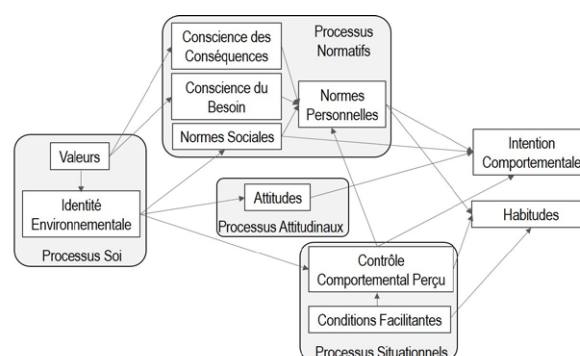 Processus
Normatifs
Conscience des
Conséquences
Conscience du
Besoin
Normes
Personnelles
Normes Sociales
Valeurs
Identité
Environnementale
Processus Soi
Attitudes
Processus Attitudinaux
Intention
Comportementale
Habitudes
Contrôle
Comportemental Perçu
Conditions Facilitantes
Processus Situationnels